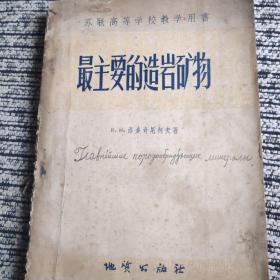 苏联高等学校教学用书
最主要的造岩矿物
著
Главнейшие породообразующие минералы
地质出版社